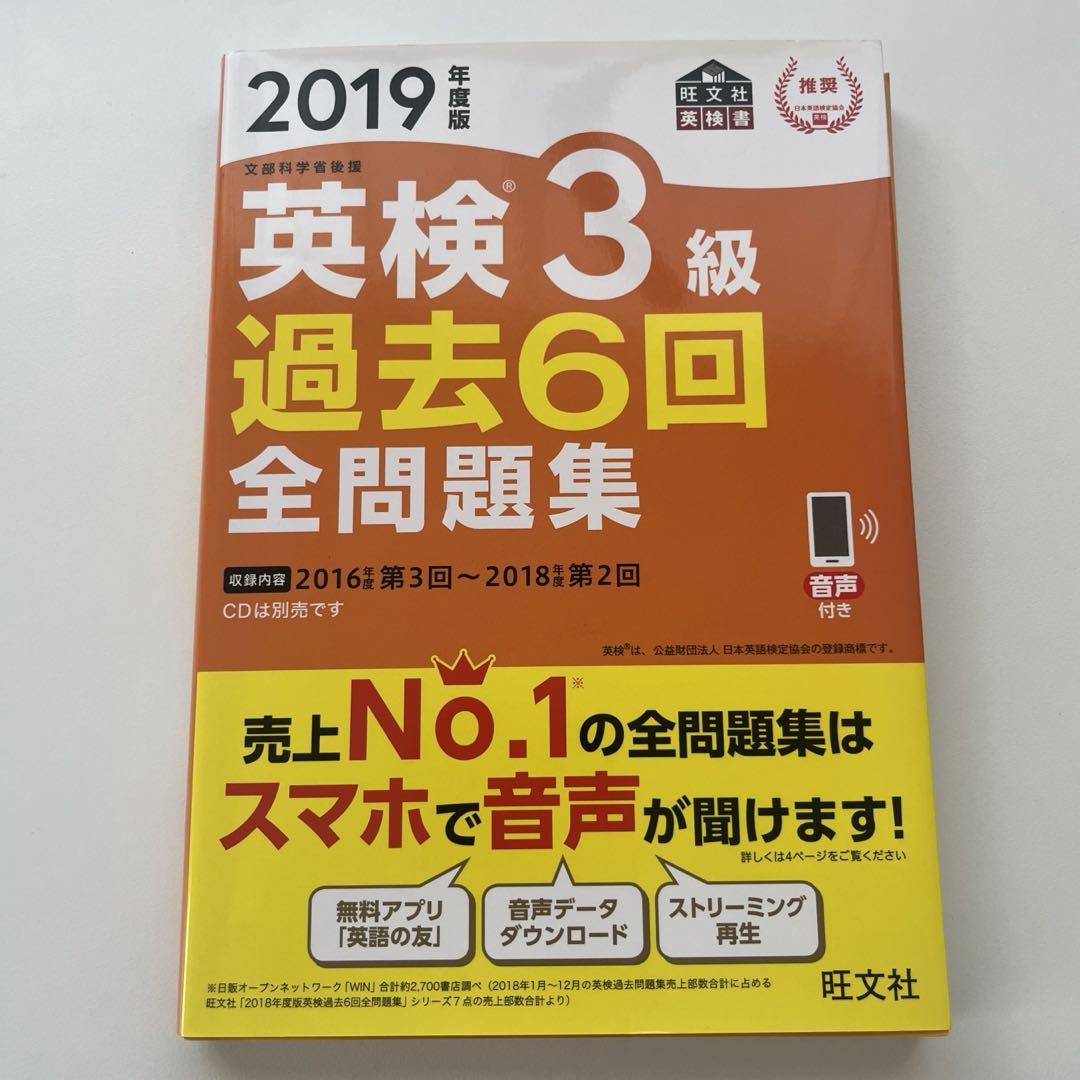 2019年度版
旺文社
英検書
推奨
日本英語検定協会
英検
文部科学省後援
英検®3級
過去6回
全問題集
収録内容 2016年度第3回〜2018年度第2回
CDは別売です
音声
付き
英検®は、公益財団法人 日本英語検定協会の登録商標です。
売上No.1※の全問題集は
スマホで音声が聞けます!
詳しくは4ページをご覧ください
無料アプリ
「英語の友」
音声データ
ダウンロード
ストリーミング
再生
※日販オープンネットワーク「WIN」合計約2,700書店調べ(2018年1月〜12月の英検過去問題集売上部数合計に占める
旺文社「2018年度版英検過去6回全問題集」シリーズ7点の売上部数合計より)
旺文社